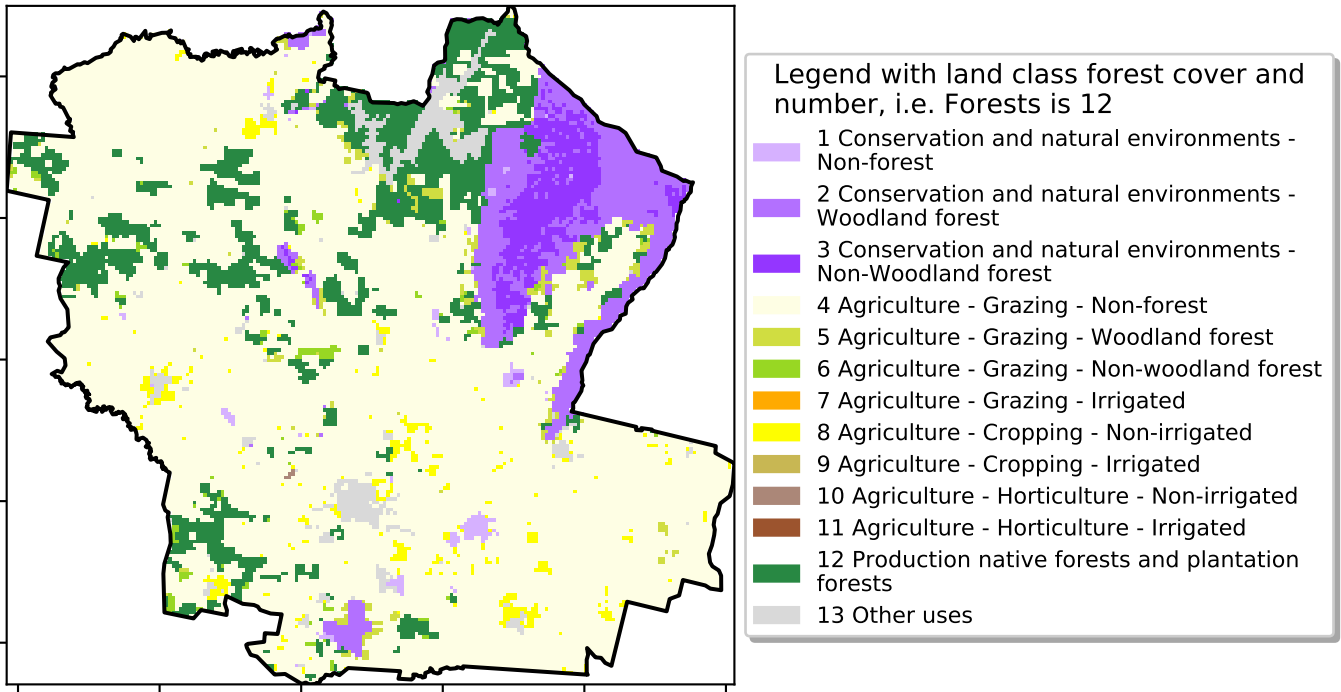 Legend with land class forest cover and
number, i.e. Forests is 12
1 Conservation and natural environments -
Non-forest
2 Conservation and natural environments -
Woodland forest
3 Conservation and natural environments -
Non-Woodland forest
4 Agriculture - Grazing - Non-forest
5 Agriculture - Grazing - Woodland forest
6 Agriculture - Grazing - Non-woodland forest
7 Agriculture - Grazing - Irrigated
8 Agriculture - Cropping - Non-irrigated
9 Agriculture - Cropping - Irrigated
10 Agriculture - Horticulture - Non-irrigated
11 Agriculture - Horticulture - Irrigated
12 Production native forests and plantation
forests
13 Other uses